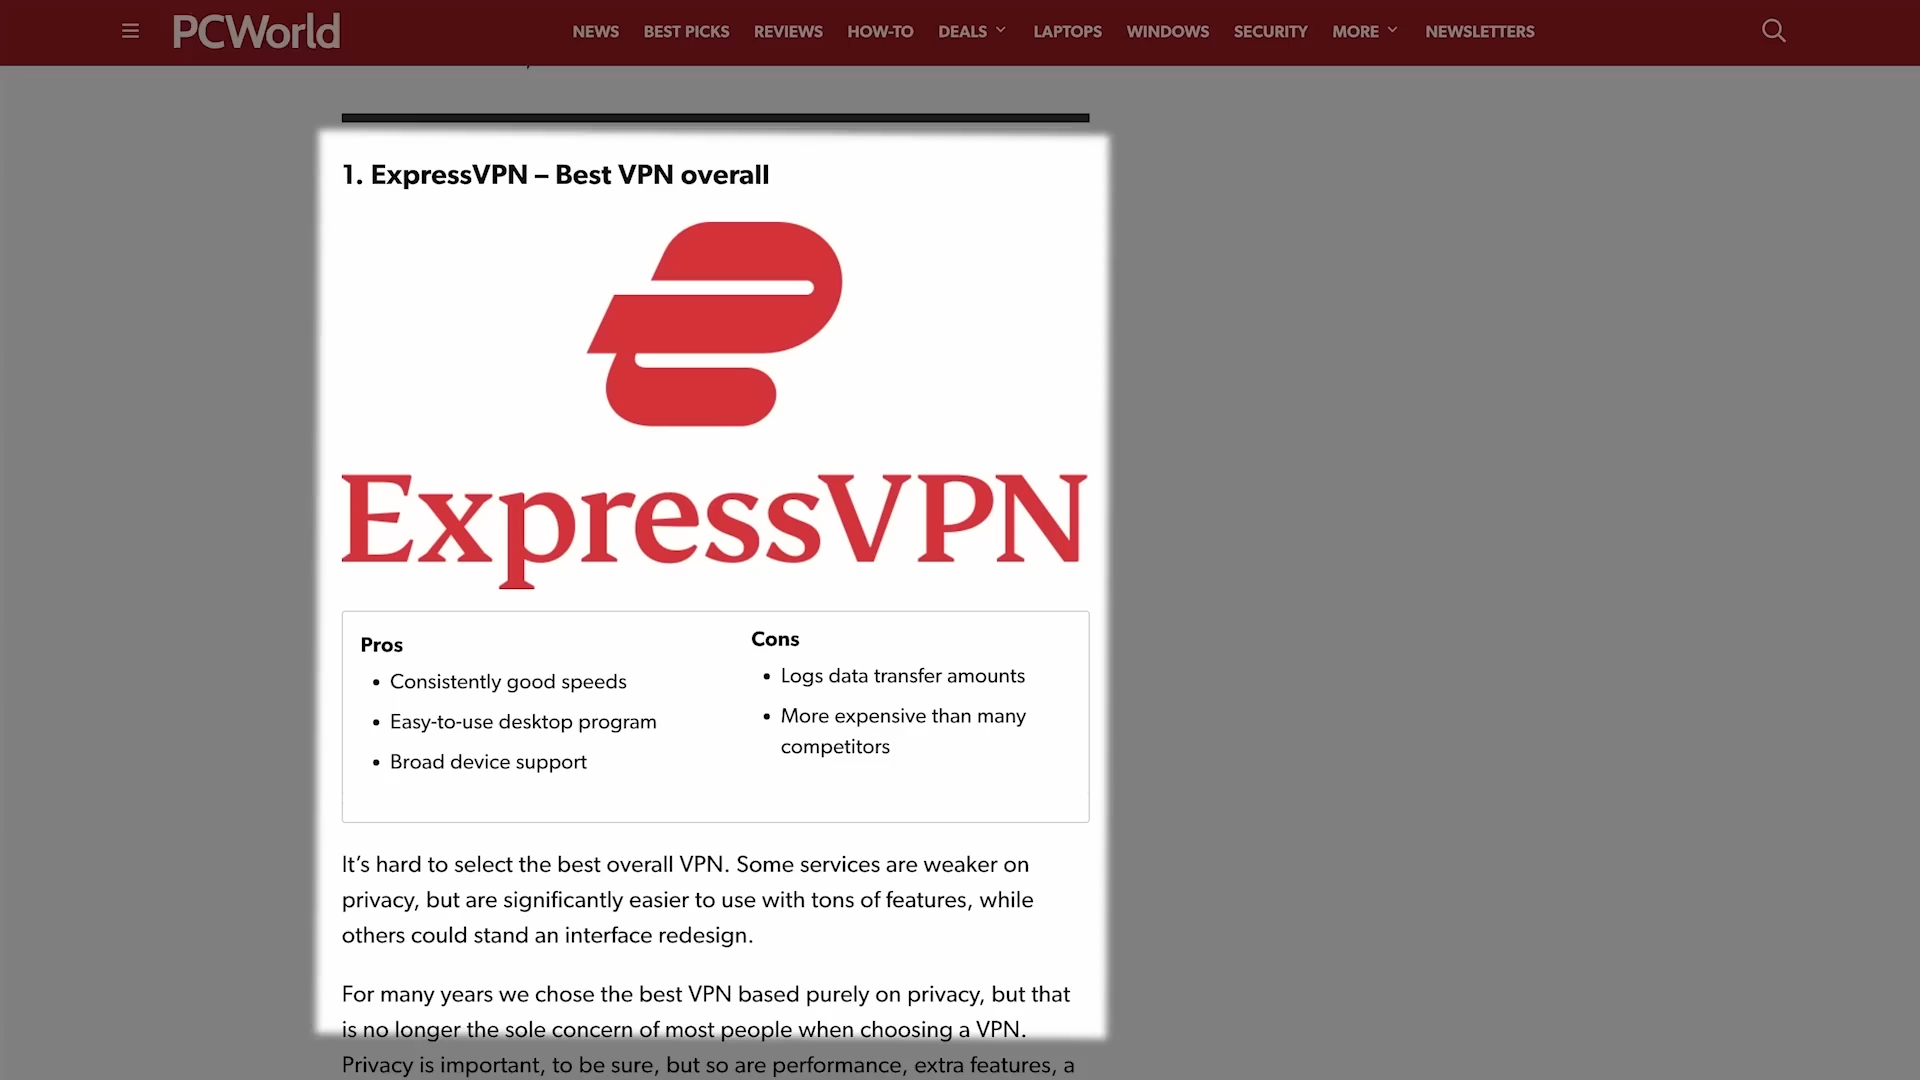 PCWorld
NEWS BEST PICKS REVIEWS HOW-TO DEALS LAPTOPS WINDOWS SECURITY MORE NEWSLETTERS
1. ExpressVPN – Best VPN overall
ExpressVPN
Pros
• Consistently good speeds
• Easy-to-use desktop program
• Broad device support
Cons
• Logs data transfer amounts
• More expensive than many
competitors
It’s hard to select the best overall VPN. Some services are weaker on
privacy, but are significantly easier to use with tons of features, while
others could stand an interface redesign.
For many years we chose the best VPN based purely on privacy, but that
is no longer the sole concern of most people when choosing a VPN.
Privacy is important, to be sure, but so are performance, extra features, a